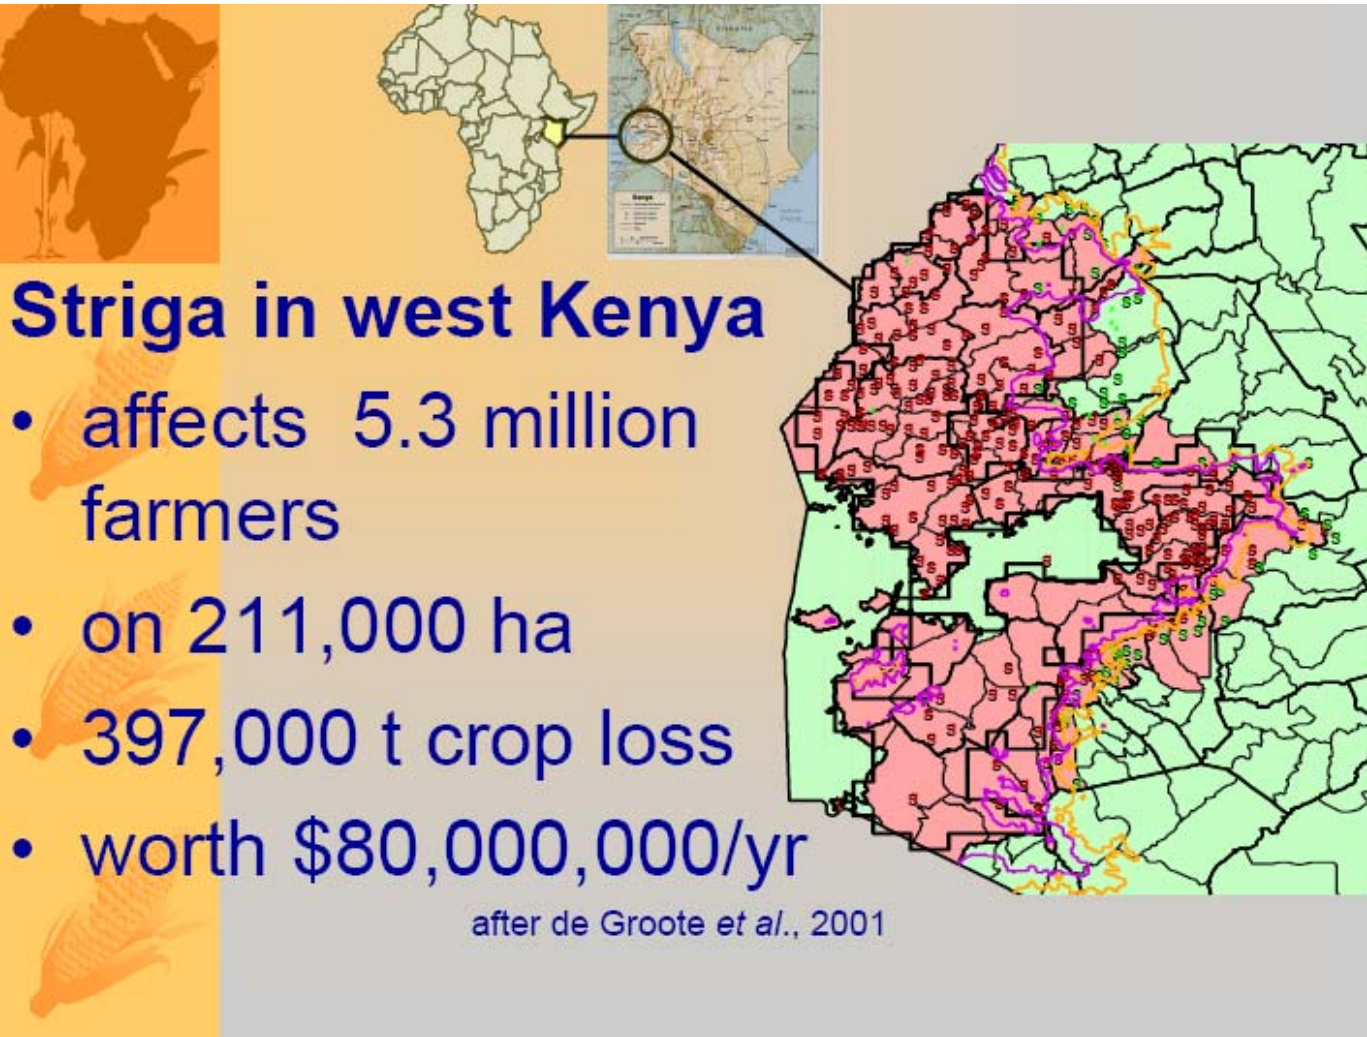 Striga in west Kenya
• affects 5.3 million
farmers
• on 211,000 ha
• 397,000 t crop loss
• worth $80,000,000/yr
after de Groote et al., 2001